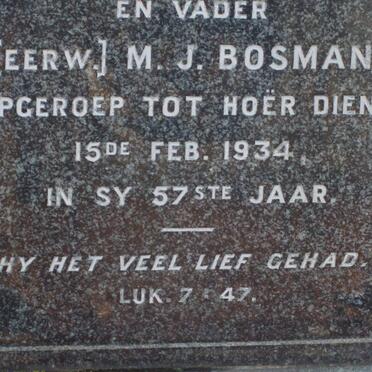 EN VADER
[EERW.] M. J. BOSMAN
PGEROEP TOT HOËR DIEN
15DE FEB. 1934,
IN SY 57STE JAAR.
HY HET VEEL LIEF GEHAD.
LUK. 7 : 47.